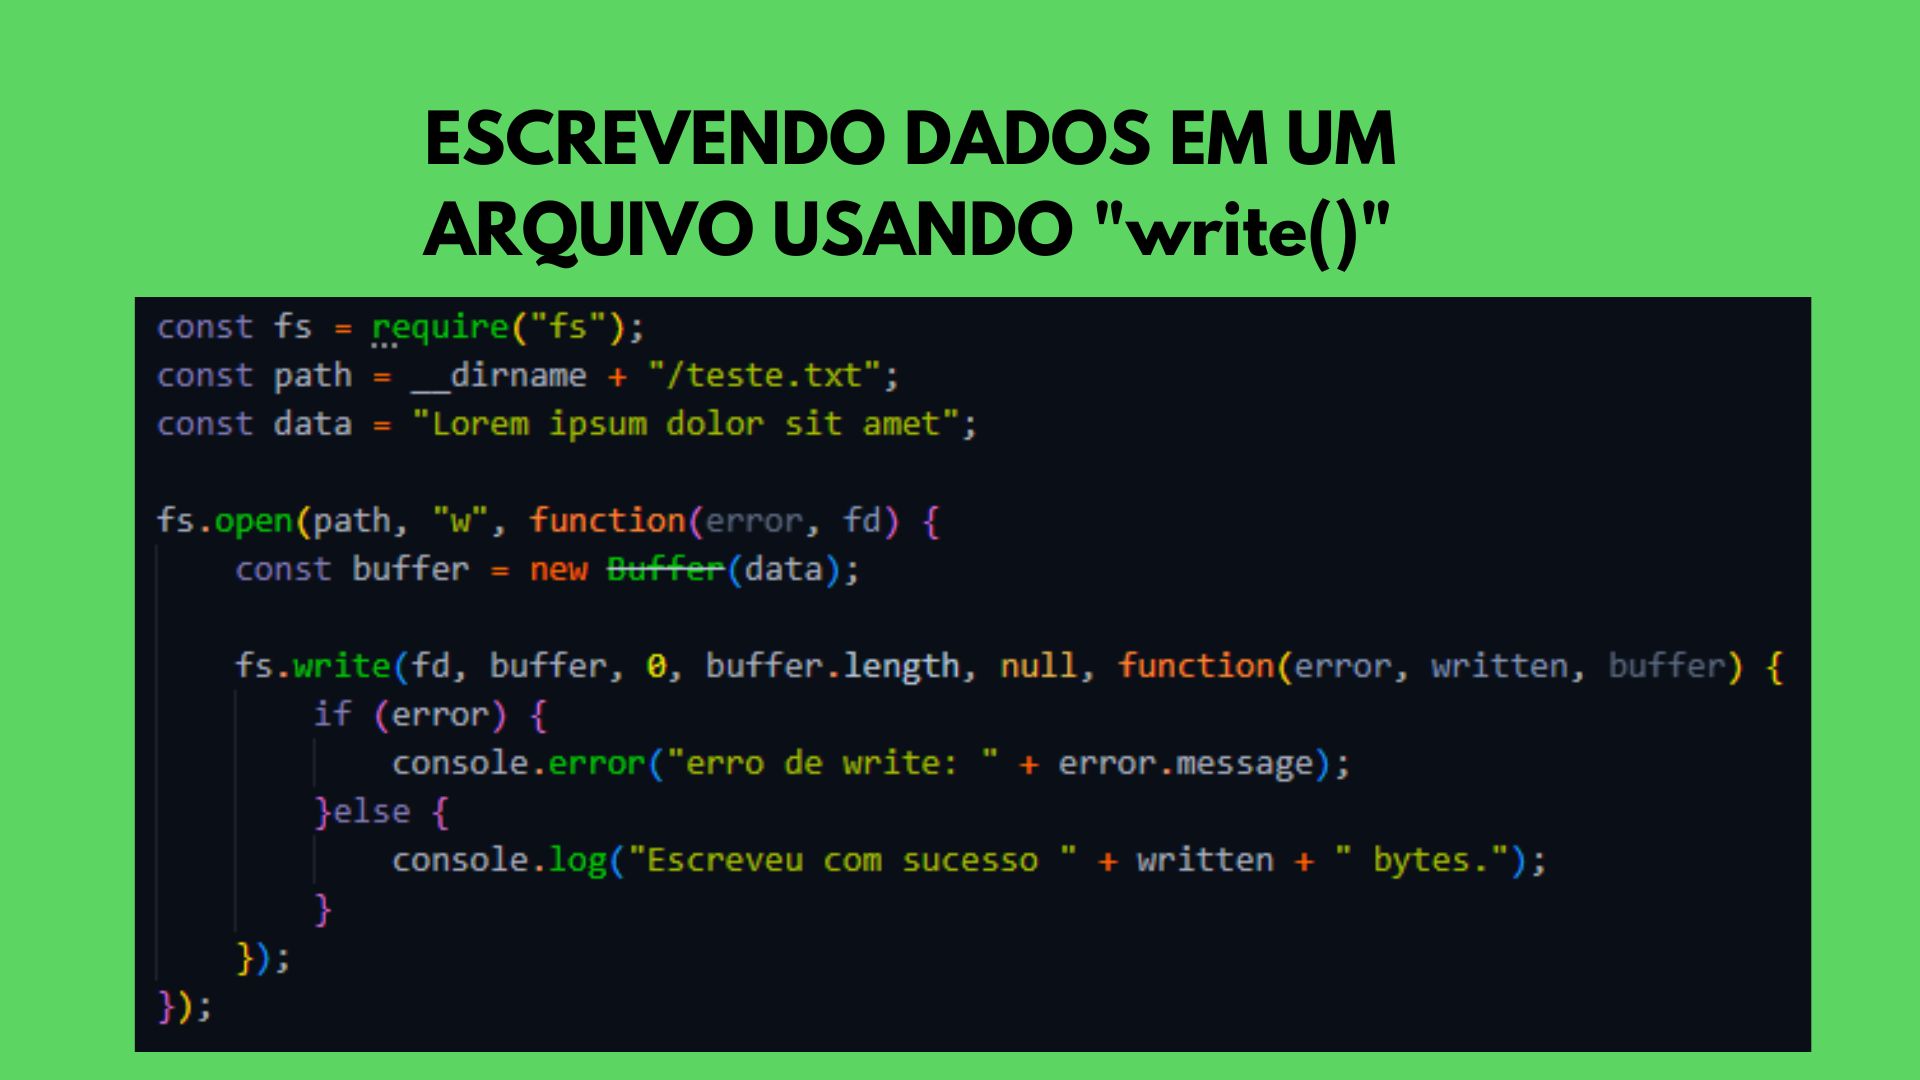 ESCREVENDO DADOS EM UM
ARQUIVO USANDO "write()"
const fs = require("fs");
const path = __dirname + "/teste.txt";
const data = "Lorem ipsum dolor sit amet";
fs.open(path, "w", function(error, fd) {
    const buffer = new Buffer(data);
    fs.write(fd, buffer, 0, buffer.length, null, function(error, written, buffer) {
        if (error) {
            console.error("erro de write: " + error.message);
        }else {
            console.log("Escreveu com sucesso " + written + " bytes.");
        }
    });
});